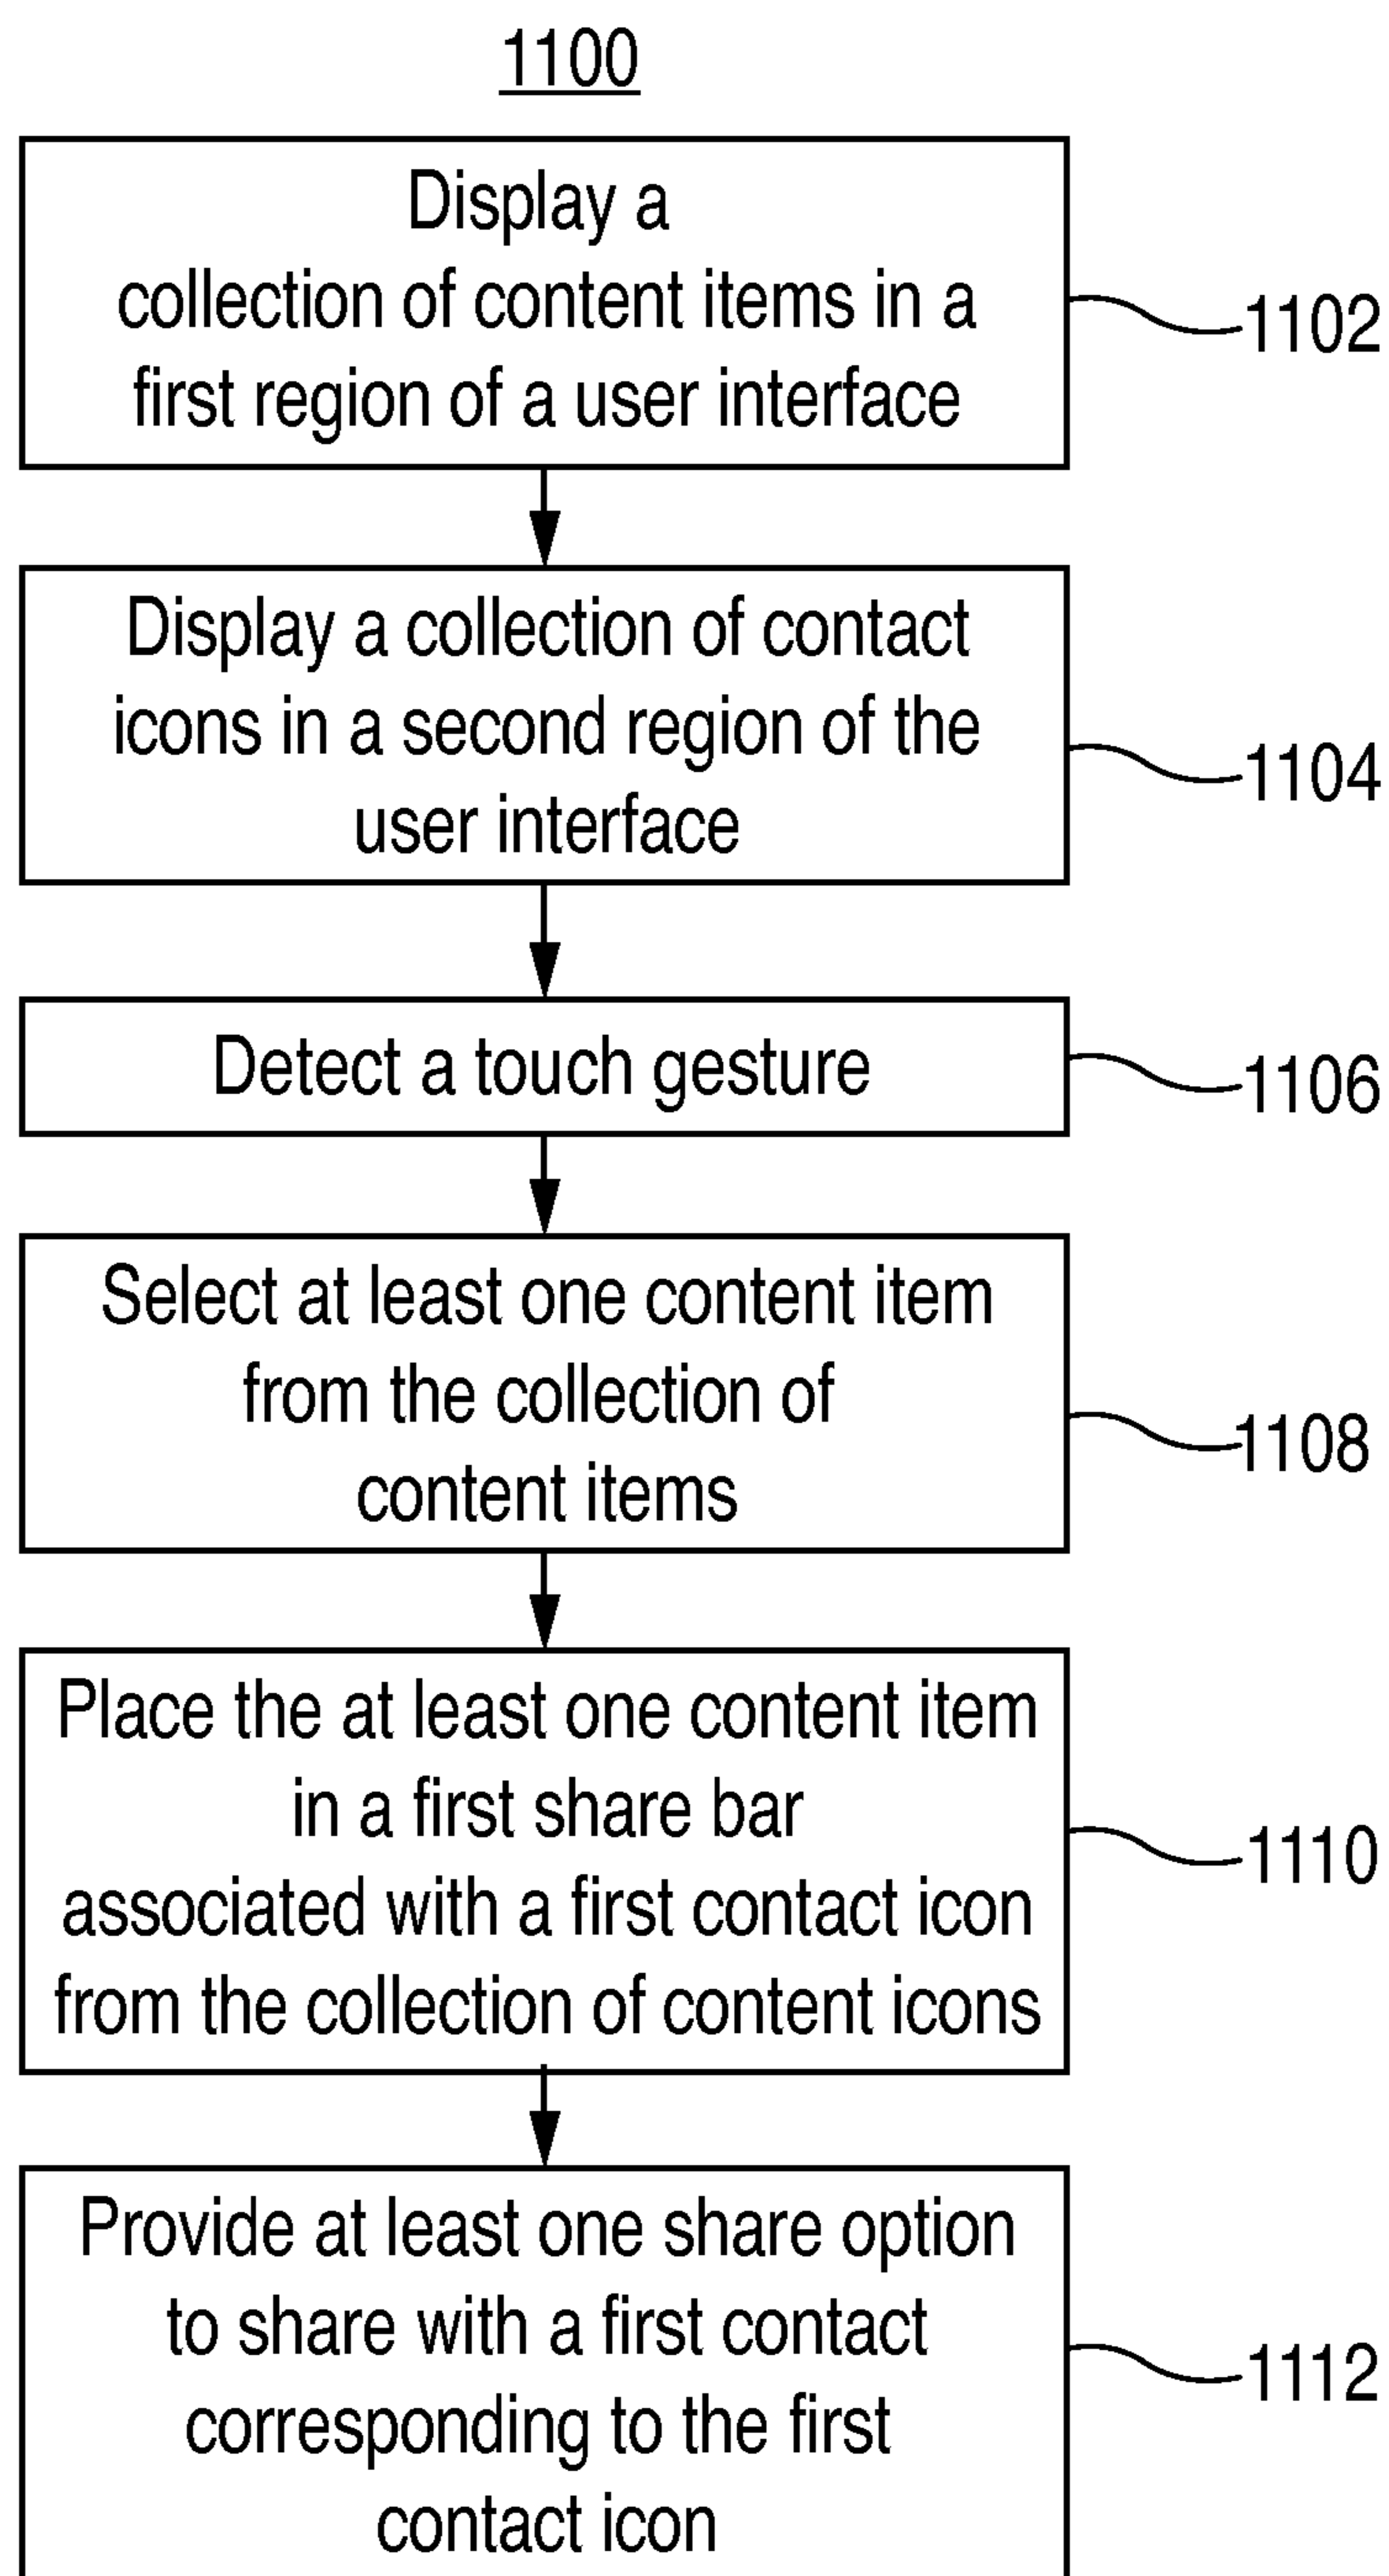 1100
Display a
collection of content items in a
first region of a user interface
1102
Display a collection of contact
icons in a second region of the
user interface
1104
Detect a touch gesture
1106
Select at least one content item
from the collection of
content items
1108
Place the at least one content item
in a first share bar
associated with a first contact icon
from the collection of content icons
1110
Provide at least one share option
to share with a first contact
corresponding to the first
contact icon
1112